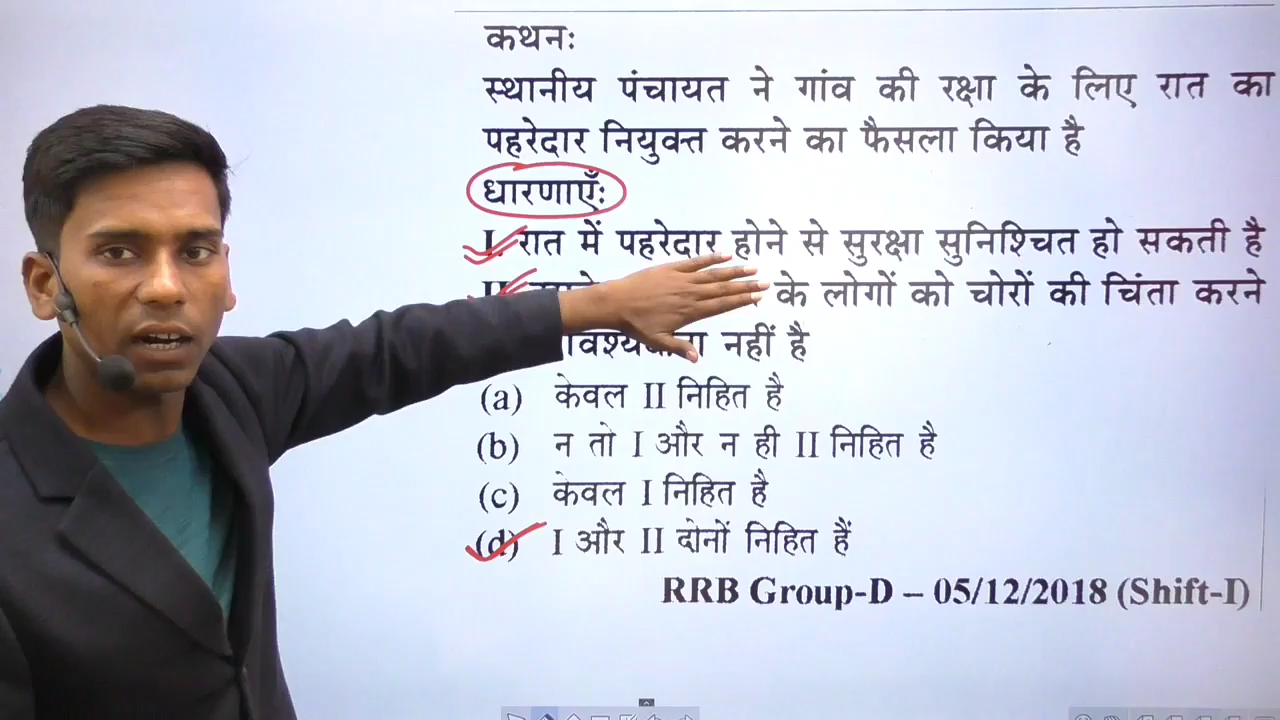 कथनः
स्थानीय पंचायत ने गांव की रक्षा के लिए रात का
पहरेदार नियुक्त करने का फैसला किया है
धारणाएँः
I. रात में पहरेदार होने से सुरक्षा सुनिश्चित हो सकती है
II. के लोगों को चोरों की चिंता करने
नहीं है
(a) केवल II निहित है
(b) न तो I और न ही II निहित है
(c) केवल I निहित है
(d) I और II दोनों निहित हैं
RRB Group-D – 05/12/2018 (Shift-I)